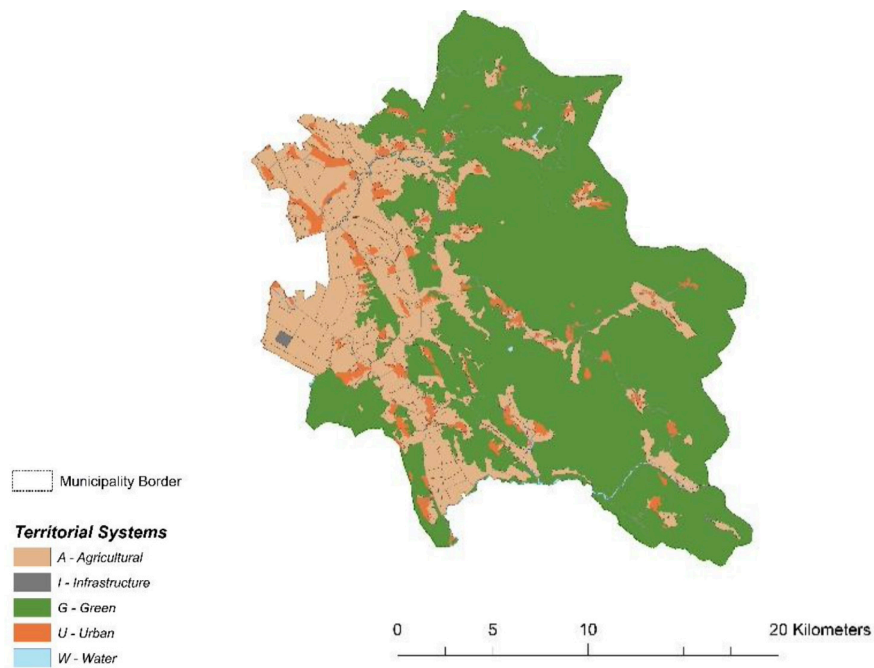 Municipality Border
Territorial Systems
A - Agricultural
I - Infrastructure
G - Green
U - Urban
W - Water
0 5 10 20 Kilometers